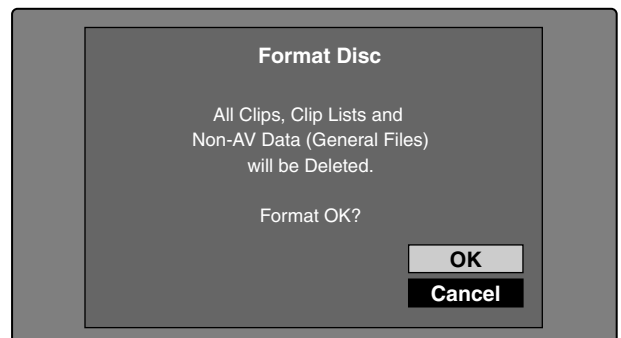 Format Disc
All Clips, Clip Lists and
Non-AV Data (General Files)
will be Deleted.
Format OK?
OK
Cancel